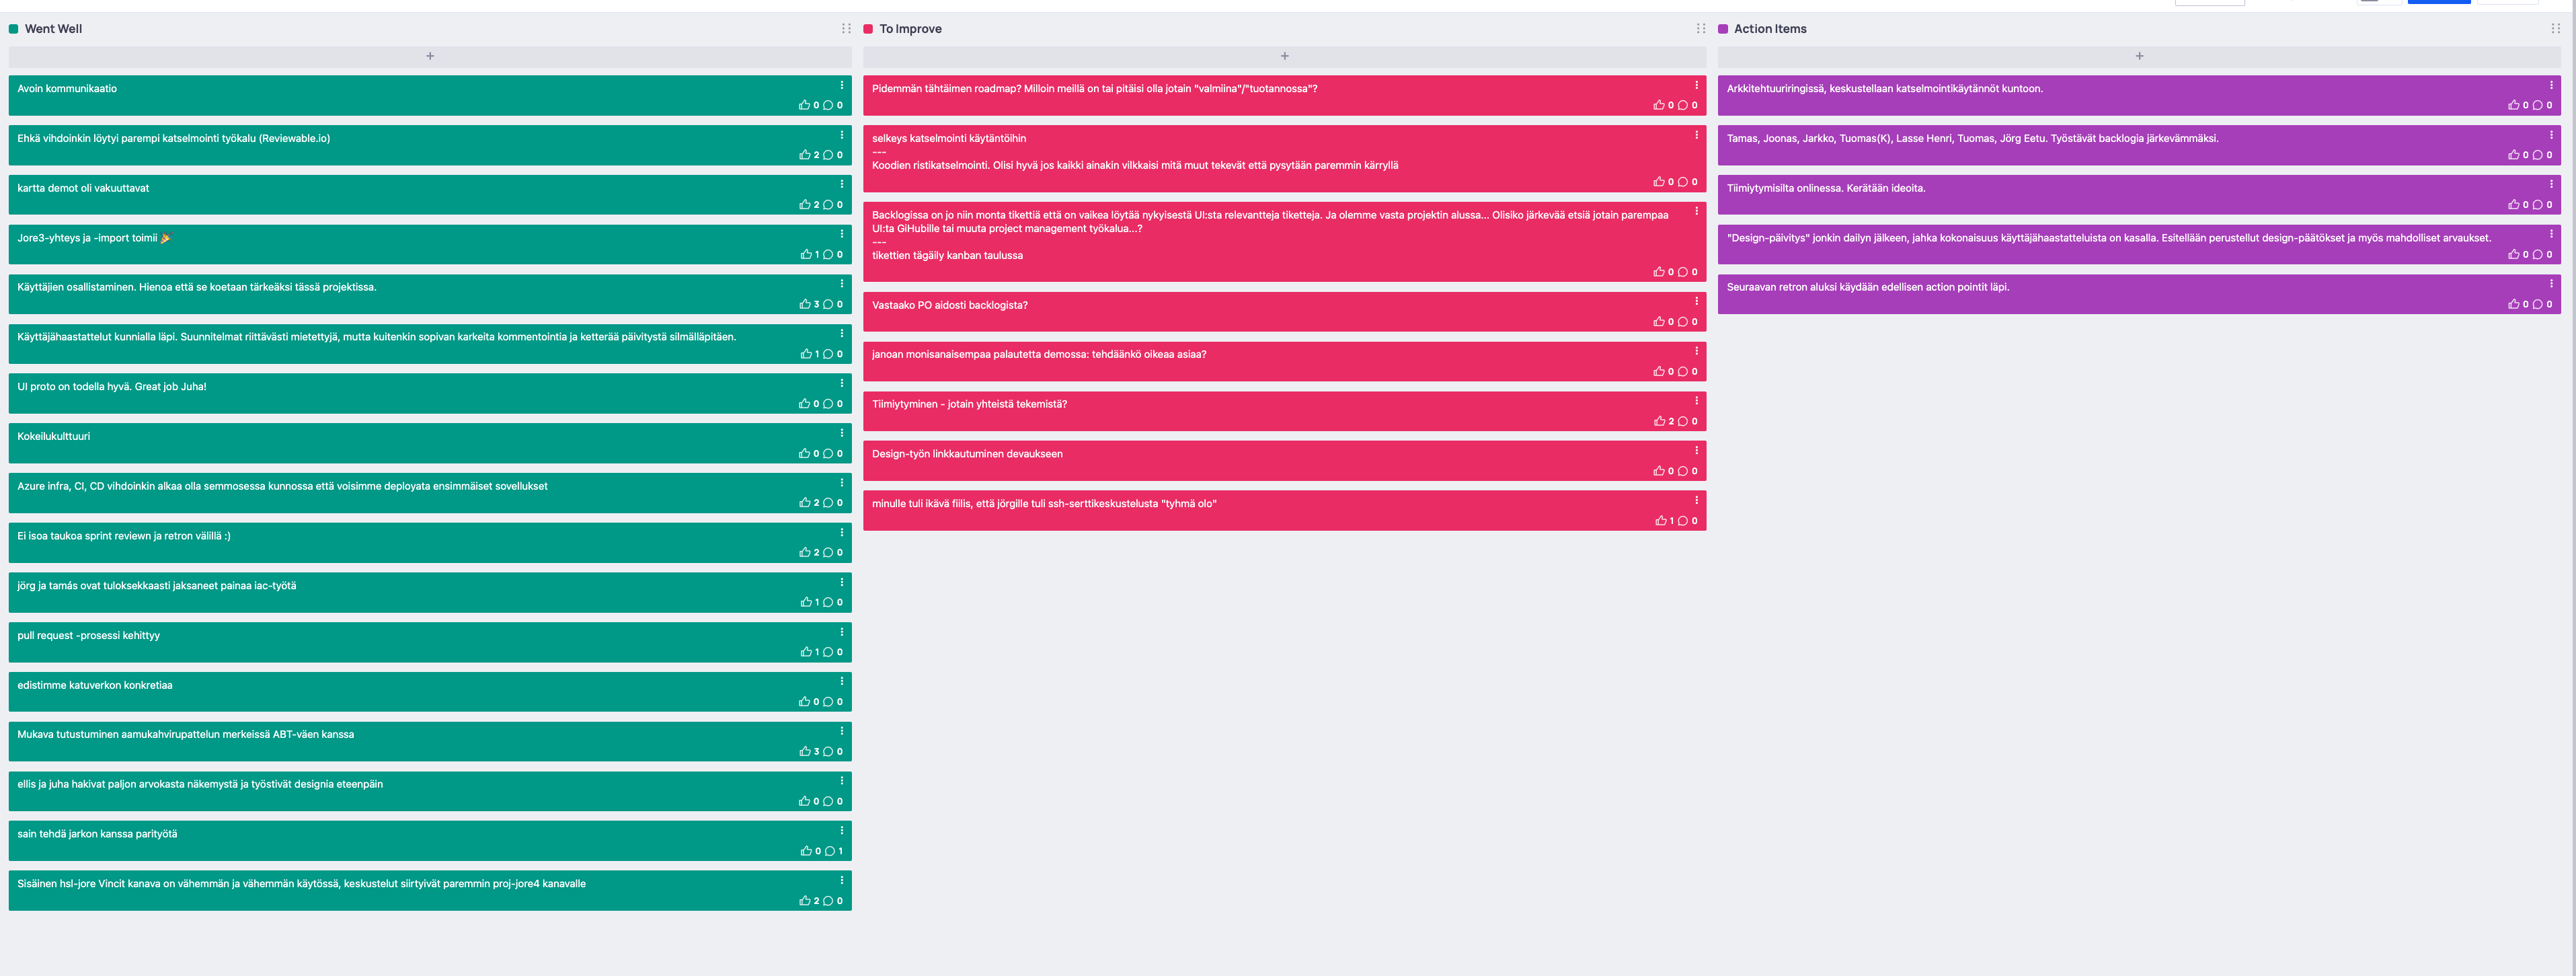 Went Well
+
Avoin kommunikaatio
0 0
Ehkä vihdoinkin löytyi parempi katselmointi työkalu (Reviewable.io)
2 0
kartta demot oli vakuuttavat
2 0
Jore3-yhteys ja -import toimii 🎉
1 0
Käyttäjien osallistaminen. Hienoa että se koetaan tärkeäksi tässä projektissa.
3 0
Käyttäjähaastattelut kunnialla läpi. Suunnitelmat riittävästi mietettyjä, mutta kuitenkin sopivan karkeita kommentointia ja ketterää päivitystä silmälläpitäen.
1 0
UI proto on todella hyvä. Great job Juha!
0 0
Kokeilukulttuuri
0 0
Azure infra, CI, CD vihdoinkin alkaa olla semmosessa kunnossa että voisimme deployata ensimmäiset sovellukset
2 0
Ei isoa taukoa sprint reviewn ja retron välillä :)
2 0
jörg ja tamás ovat tuloksekkaasti jaksaneet painaa iac-työtä
1 0
pull request -prosessi kehittyy
1 0
edistimme katuverkon konkretiaa
0 0
Mukava tutustuminen aamukahvirupattelun merkeissä ABT-väen kanssa
3 0
ellis ja juha hakivat paljon arvokasta näkemystä ja työstivät designia eteenpäin
0 0
sain tehdä jarkon kanssa parityötä
0 1
Sisäinen hsl-jore Vincit kanava on vähemmän ja vähemmän käytössä, keskustelut siirtyivät paremmin proj-jore4 kanavalle
2 0
To Improve
+
Pidemmän tähtäimen roadmap? Milloin meillä on tai pitäisi olla jotain "valmiina"/"tuotannossa"?
0 0
selkeys katselmointi käytäntöihin
---
Koodien ristikatselmointi. Olisi hyvä jos kaikki ainakin vilkkaisi mitä muut tekevät että pysytään paremmin kärryllä
0 0
Backlogissa on jo niin monta tikettiä että on vaikea löytää nykyisestä UI:sta relevantteja tiketteja. Ja olemme vasta projektin alussa... Olisiko järkevää etsiä jotain parempaa
UI:ta GiHubille tai muuta project management työkalua...?
---
tikettien tägäily kanban taulussa
0 0
Vastaako PO aidosti backlogista?
0 0
janoan monisanaisempaa palautetta demossa: tehdäänkö oikeaa asiaa?
0 0
Tiimiytyminen - jotain yhteistä tekemistä?
2 0
Design-työn linkkautuminen devaukseen
0 0
minulle tuli ikävä fiilis, että jörgille tuli ssh-serttikeskustelusta "tyhmä olo"
1 0
Action Items
+
Arkkitehtuuriringissä, keskustellaan katselmointikäytännöt kuntoon.
0 0
Tamas, Joonas, Jarkko, Tuomas(K), Lasse Henri, Tuomas, Jörg Eetu. Työstävät backlogia järkevämmäksi.
0 0
Tiimiytymisilta onlinessa. Kerätään ideoita.
0 0
"Design-päivitys" jonkin dailyn jälkeen, jahka kokonaisuus käyttäjähaastatteluista on kasalla. Esitellään perustellut design-päätökset ja myös mahdolliset arvaukset.
0 0
Seuraavan retron aluksi käydään edellisen action pointit läpi.
0 0